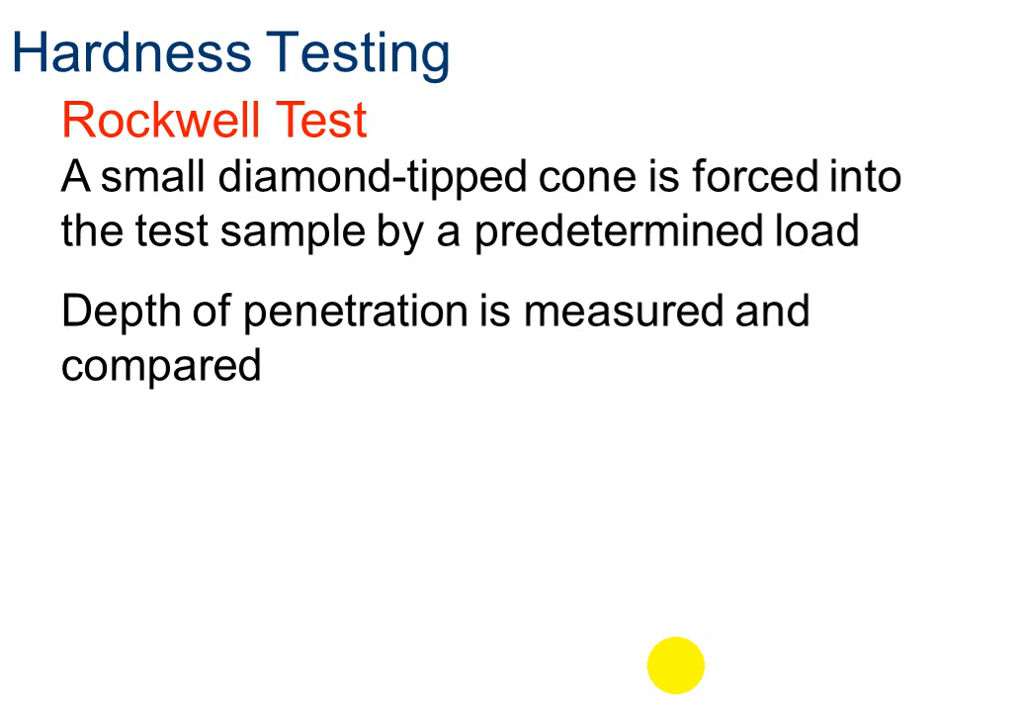 Hardness Testing
Rockwell Test
A small diamond-tipped cone is forced into
the test sample by a predetermined load
Depth of penetration is measured and
compared